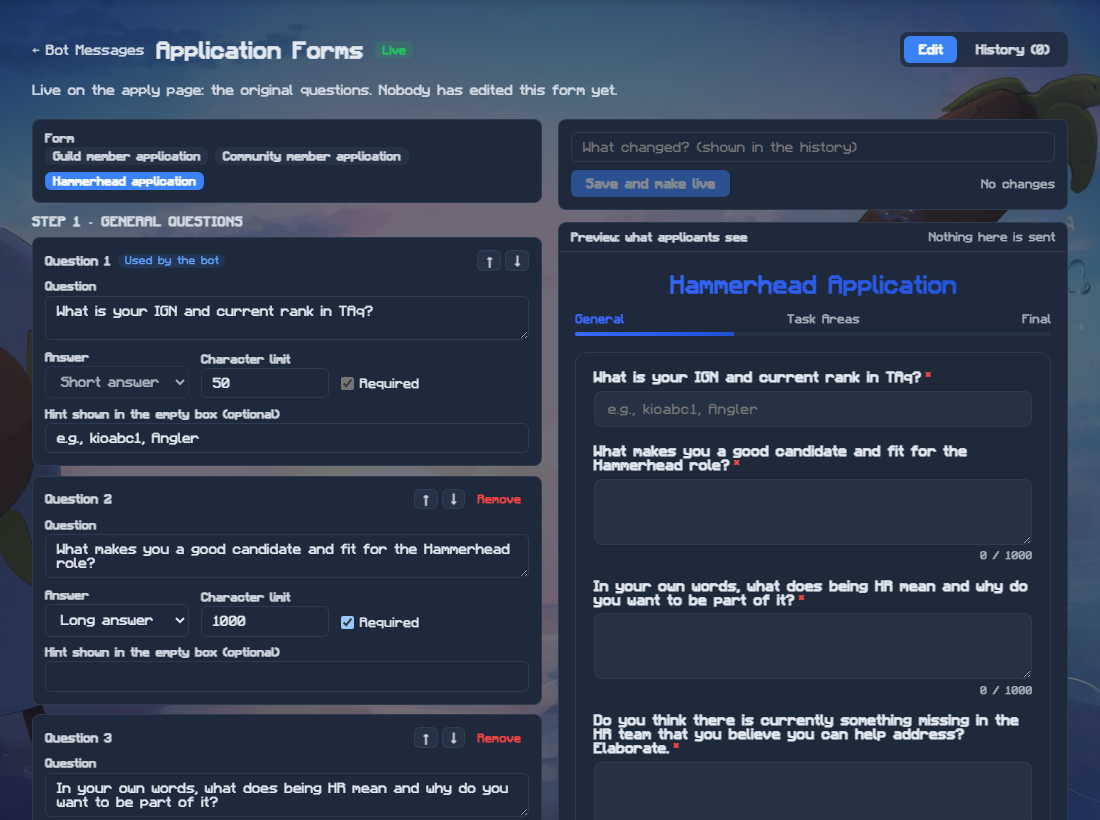 ← Bot Messages Application Forms Live
Edit History (0)
Live on the apply page: the original questions. Nobody has edited this form yet.
Form
Guild member application Community member application
Hammerhead application
STEP 1 - GENERAL QUESTIONS
Question 1 Used by the bot ↑ ↓
Question
What is your IGN and current rank in TAq?
Answer Character limit
Short answer 50 Required
Hint shown in the empty box (optional)
e.g., kioabc1, Angler
Question 2 ↑ ↓ Remove
Question
What makes you a good candidate and fit for the Hammerhead
role?
Answer Character limit
Long answer 1000 Required
Hint shown in the empty box (optional)
Question 3 ↑ ↓ Remove
Question
In your own words, what does being HR mean and why do you
want to be part of it?
What changed? (shown in the history)
Save and make live No changes
Preview: what applicants see Nothing here is sent
Hammerhead Application
General Task Areas Final
What is your IGN and current rank in TAq? *
e.g., kioabc1, Angler
What makes you a good candidate and fit for the
Hammerhead role? *
0 / 1000
In your own words, what does being HR mean and why do
you want to be part of it? *
0 / 1000
Do you think there is currently something missing in the
HR team that you believe you can help address?
Elaborate. *